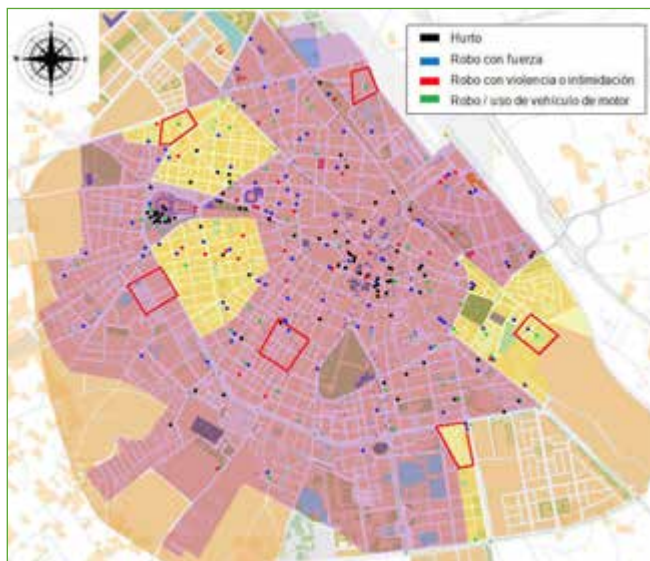 Hurto
Robo con fuerza
Robo con violencia o intimidación
Robo / uso de vehículo de motor